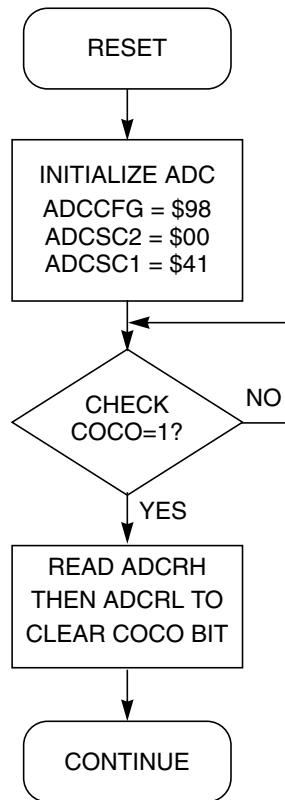 RESET
INITIALIZE ADC
ADCCFG = $98
ADCSC2 = $00
ADCSC1 = $41
CHECK
COCO=1?
NO
YES
READ ADCRH
THEN ADCRL TO
CLEAR COCO BIT
CONTINUE